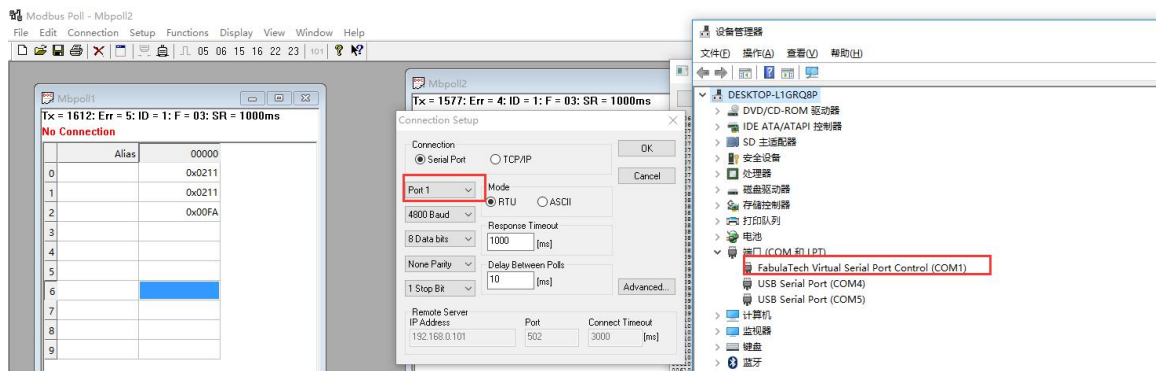 Modbus Poll - Mbpoll2
File Edit Connection Setup Functions Display View Window Help
05 06 15 16 22 23 101
Mbpoll1
Tx = 1612: Err = 5: ID = 1: F = 03: SR = 1000ms
No Connection
Alias 00000
0 0x0211
1 0x0211
2 0x00FA
3
4
5
6
7
8
9
Mbpoll2
Tx = 1577: Err = 4: ID = 1: F = 03: SR = 1000ms
Connection Setup
Connection
Serial Port TCP/IP
OK
Cancel
Port 1
Mode
RTU ASCII
4800 Baud
Response Timeout
8 Data bits
1000 [ms]
None Parity
Delay Between Polls
10 [ms]
1 Stop Bit
Advanced...
Remote Server
IP Address Port Connect Timeout
192.168.0.101 502 3000 [ms]
设备管理器
文件(F) 操作(A) 查看(V) 帮助(H)
DESKTOP-L1GRQ8P
DVD/CD-ROM 驱动器
IDE ATA/ATAPI 控制器
SD 主适配器
安全设备
处理器
磁盘驱动器
存储控制器
打印队列
电池
端口 (COM 和 LPT)
FabulaTech Virtual Serial Port Control (COM1)
USB Serial Port (COM4)
USB Serial Port (COM5)
计算机
监视器
键盘
蓝牙